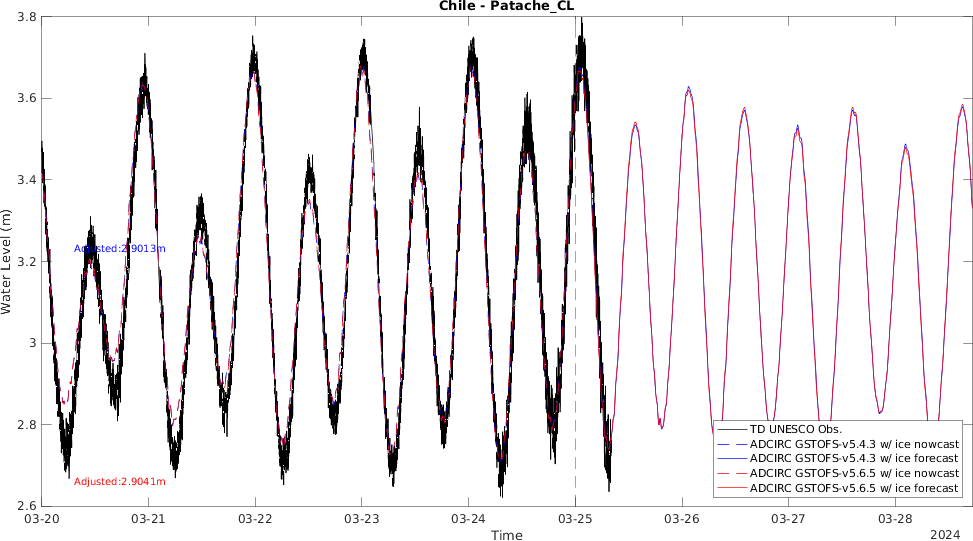 Chile - Patache_CL
3.8
3.6
3.4
3.2
3
2.8
2.6
Water Level (m)
Adjusted:2.9013m
Adjusted:2.9041m
TD UNESCO Obs.
ADCIRC GSTOFS-v5.4.3 w/ ice nowcast
ADCIRC GSTOFS-v5.4.3 w/ ice forecast
ADCIRC GSTOFS-v5.6.5 w/ ice nowcast
ADCIRC GSTOFS-v5.6.5 w/ ice forecast
03-20 03-21 03-22 03-23 03-24 03-25 03-26 03-27 03-28
Time
2024